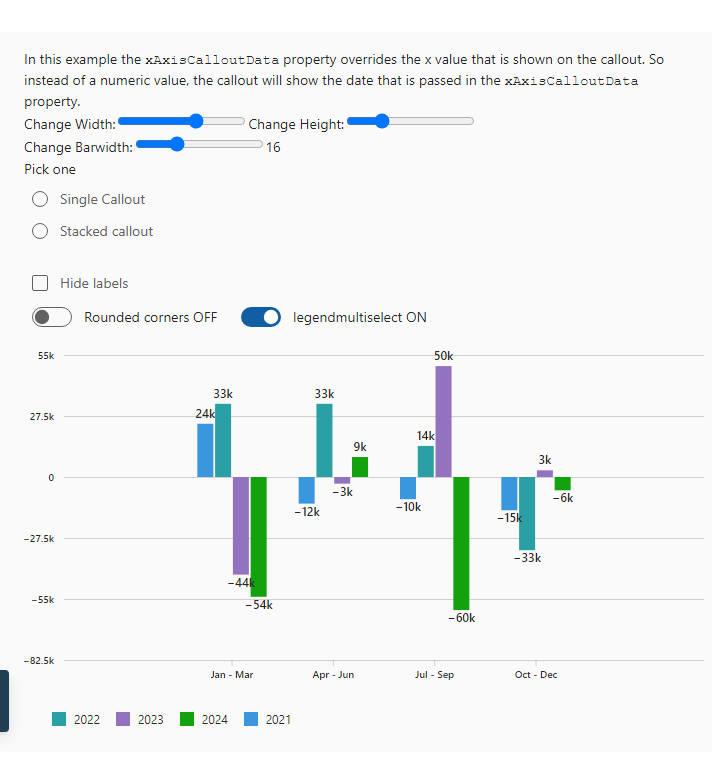 In this example the xAxisCalloutData property overrides the x value that is shown on the callout. So
instead of a numeric value, the callout will show the date that is passed in the xAxisCalloutData
property.
Change Width: Change Height:
Change Barwidth: 16
Pick one
Single Callout
Stacked callout
Hide labels
Rounded corners OFF legendmultiselect ON
55k
27.5k
0
−27.5k
−55k
−82.5k
24k
33k
−44k
−54k
−12k
33k
−3k
9k
−10k
14k
50k
−60k
−15k
−33k
3k
−6k
Jan - Mar Apr - Jun Jul - Sep Oct - Dec
2022 2023 2024 2021